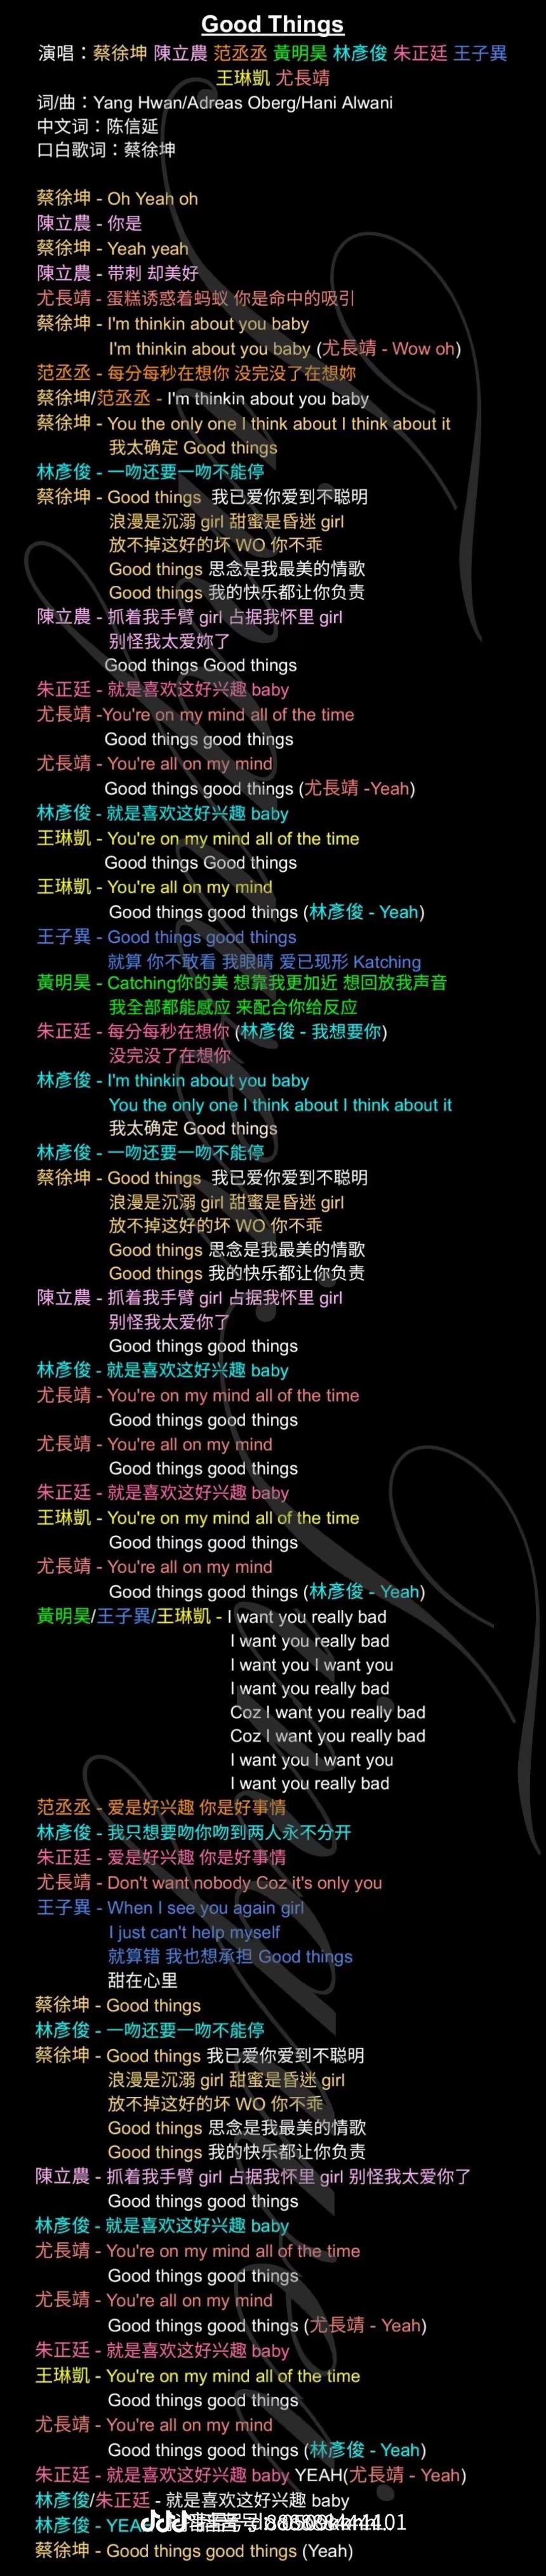 Good Things
演唱：蔡徐坤 陳立農 范丞丞 黃明昊 林彥俊 朱正廷 王子異
王琳凱 尤長靖
词/曲：Yang Hwan/Adreas Oberg/Hani Alwani
中文词：陈信延
口白歌词：蔡徐坤
蔡徐坤 - Oh Yeah oh
陳立農 - 你是
蔡徐坤 - Yeah yeah
陳立農 - 带刺 却美好
尤長靖 - 蛋糕诱惑着蚂蚁 你是命中的吸引
蔡徐坤 - I'm thinkin about you baby
I'm thinkin about you baby (尤長靖 - Wow oh)
范丞丞 - 每分每秒在想你 没完没了在想妳
蔡徐坤/范丞丞 - I'm thinkin about you baby
蔡徐坤 - You the only one I think about I think about it
我太确定 Good things
林彥俊 - 一吻还要一吻不能停
蔡徐坤 - Good things 我已爱你爱到不聪明
浪漫是沉溺 girl 甜蜜是昏迷 girl
放不掉这好的坏 WO 你不乖
Good things 思念是我最美的情歌
Good things 我的快乐都让你负责
陳立農 - 抓着我手臂 girl 占据我怀里 girl
别怪我太爱妳了
Good things Good things
朱正廷 - 就是喜欢这好兴趣 baby
尤長靖 -You're on my mind all of the time
Good things good things
尤長靖 - You're all on my mind
Good things good things (尤長靖 -Yeah)
林彥俊 - 就是喜欢这好兴趣 baby
王琳凱 - You're on my mind all of the time
Good things Good things
王琳凱 - You're all on my mind
Good things good things (林彥俊 - Yeah)
王子異 - Good things good things
就算 你不敢看 我眼睛 爱已现形 Katching
黃明昊 - Catching你的美 想靠我更加近 想回放我声音
我全部都能感应 来配合你给反应
朱正廷 - 每分每秒在想你 (林彥俊 - 我想要你)
没完没了在想你
林彥俊 - I'm thinkin about you baby
You the only one I think about I think about it
我太确定 Good things
林彥俊 - 一吻还要一吻不能停
蔡徐坤 - Good things 我已爱你爱到不聪明
浪漫是沉溺 girl 甜蜜是昏迷 girl
放不掉这好的坏 WO 你不乖
Good things 思念是我最美的情歌
Good things 我的快乐都让你负责
陳立農 - 抓着我手臂 girl 占据我怀里 girl
别怪我太爱你了
Good things good things
林彥俊 - 就是喜欢这好兴趣 baby
尤長靖 - You're on my mind all of the time
Good things good things
尤長靖 - You're all on my mind
Good things good things
朱正廷 - 就是喜欢这好兴趣 baby
王琳凱 - You're on my mind all of the time
Good things good things
尤長靖 - You're all on my mind
Good things good things (林彥俊 - Yeah)
黃明昊/王子異/王琳凱 - I want you really bad
I want you really bad
I want you I want you
I want you really bad
Coz I want you really bad
Coz I want you really bad
I want you I want you
I want you really bad
范丞丞 - 爱是好兴趣 你是好事情
林彥俊 - 我只想要吻你吻到两人永不分开
朱正廷 - 爱是好兴趣 你是好事情
尤長靖 - Don't want nobody Coz it's only you
王子異 - When I see you again girl
I just can't help myself
就算错 我也想承担 Good things
甜在心里
蔡徐坤 - Good things
林彥俊 - 一吻还要一吻不能停
蔡徐坤 - Good things 我已爱你爱到不聪明
浪漫是沉溺 girl 甜蜜是昏迷 girl
放不掉这好的坏 WO 你不乖
Good things 思念是我最美的情歌
Good things 我的快乐都让你负责
陳立農 - 抓着我手臂 girl 占据我怀里 girl 别怪我太爱你了
Good things good things
林彥俊 - 就是喜欢这好兴趣 baby
尤長靖 - You're on my mind all of the time
Good things good things
尤長靖 - You're all on my mind
Good things good things (尤長靖 - Yeah)
朱正廷 - 就是喜欢这好兴趣 baby
王琳凱 - You're on my mind all of the time
Good things good things
尤長靖 - You're all on my mind
Good things good things (林彥俊 - Yeah)
朱正廷 - 就是喜欢这好兴趣 baby YEAH(尤長靖 - Yeah)
林彥俊/朱正廷 - 就是喜欢这好兴趣 baby
林彥俊 -
蔡徐坤 - Good things good things (Yeah)